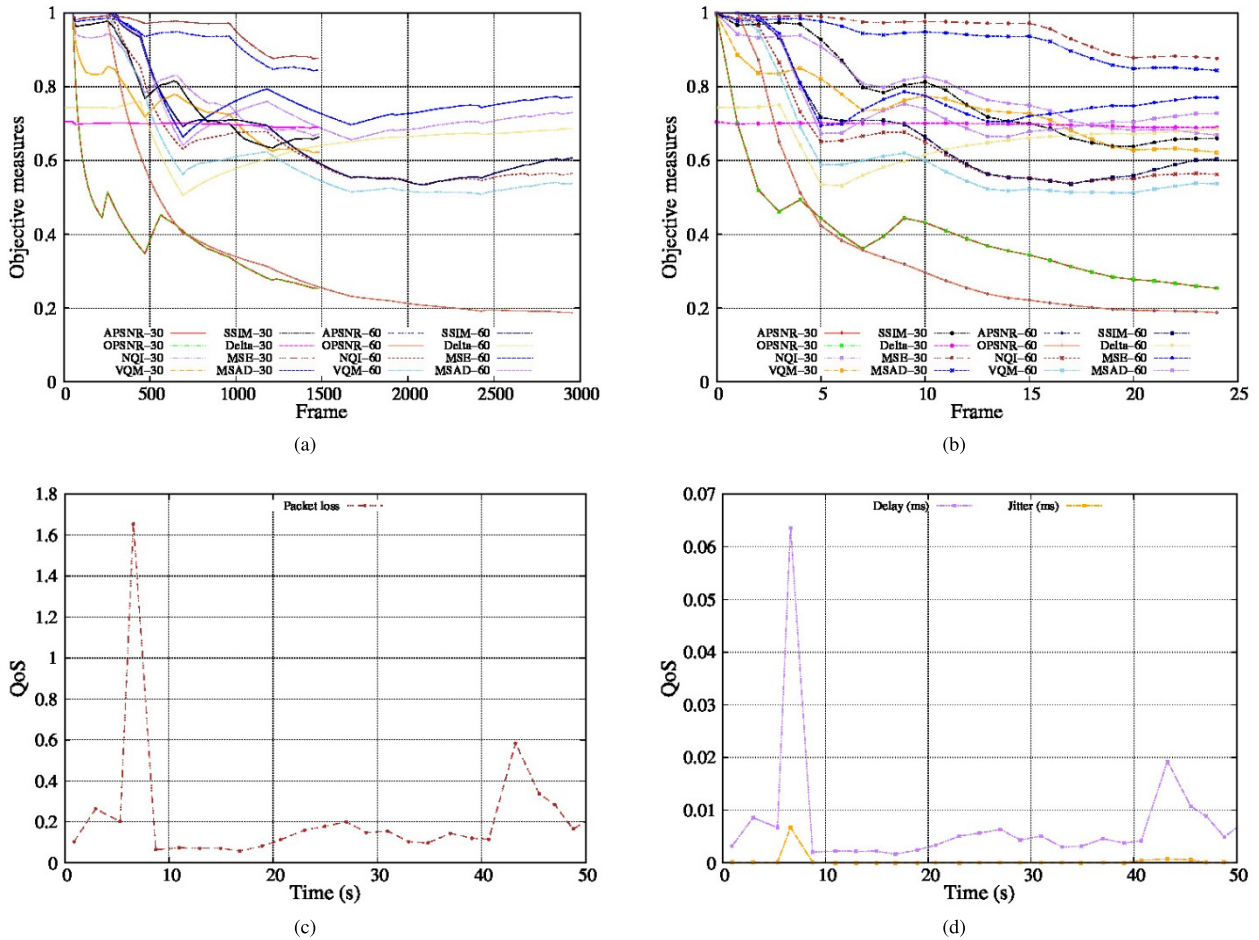 Objective measures
1
0.8
0.6
0.4
0.2
0
APSNR–30 SSIM–30 APSNR–60 SSIM–60
OPSNR–30 Delta–30 OPSNR–60 Delta–60
NQI–30 MSE–30 NQI–60 MSE–60
VQM–30 MSAD–30 VQM–60 MSAD–60
0 500 1000 1500 2000 2500 3000
Frame
(a)
Objective measures
1
0.8
0.6
0.4
0.2
0
APSNR–30 SSIM–30 APSNR–60 SSIM–60
OPSNR–30 Delta–30 OPSNR–60 Delta–60
NQI–30 MSE–30 NQI–60 MSE–60
VQM–30 MSAD–30 VQM–60 MSAD–60
0 5 10 15 20 25
Frame
(b)
QoS
1.8
1.6
1.4
1.2
1
0.8
0.6
0.4
0.2
0
Packet loss
0 10 20 30 40 50
Time (s)
(c)
QoS
0.07
0.06
0.05
0.04
0.03
0.02
0.01
0
Delay (ms) Jitter (ms)
0 10 20 30 40 50
Time (s)
(d)